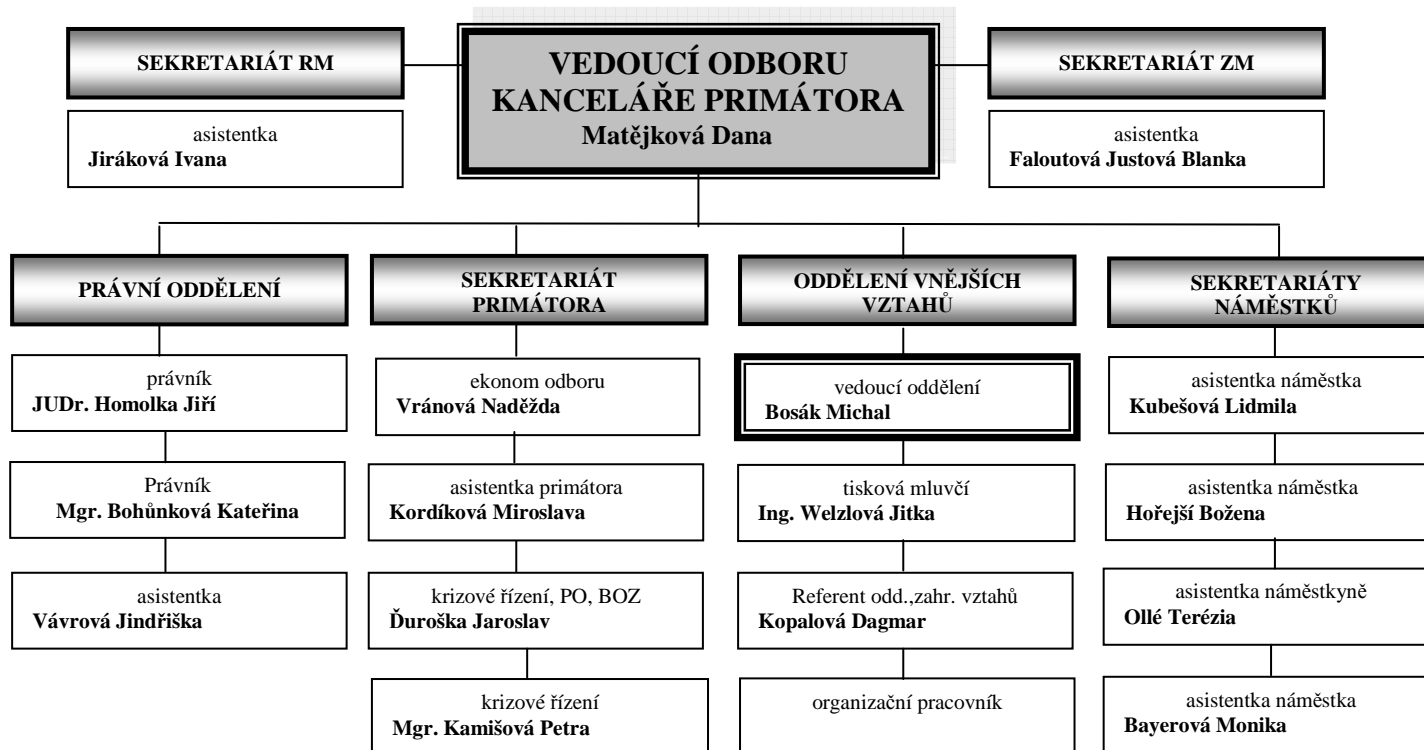 SEKRETARIÁT RM
asistentka
Jiráková Ivana
VEDOUCÍ ODBORU
KANCELÁŘE PRIMÁTORA
Matějková Dana
SEKRETARIÁT ZM
asistentka
Faloutová Justová Blanka
PRÁVNÍ ODDĚLENÍ
právník
JUDr. Homolka Jiří
Právník
Mgr. Bohůnková Kateřina
asistentka
Vávrová Jindřiška
SEKRETARIÁT
PRIMÁTORA
ekonom odboru
Vránová Naděžda
asistentka primátora
Kordíková Miroslava
krizové řízení, PO, BOZ
Ďuroška Jaroslav
krizové řízení
Mgr. Kamišová Petra
ODDĚLENÍ VNĚJŠÍCH
VZTAHŮ
vedoucí oddělení
Bosák Michal
tisková mluvčí
Ing. Welzlová Jitka
Referent odd.,zahr. vztahů
Kopalová Dagmar
organizační pracovník
SEKRETARIÁTY
NÁMĚSTKŮ
asistentka náměstka
Kubešová Lidmila
asistentka náměstka
Hořejší Božena
asistentka náměstkyně
Ollé Terézia
asistentka náměstka
Bayerová Monika